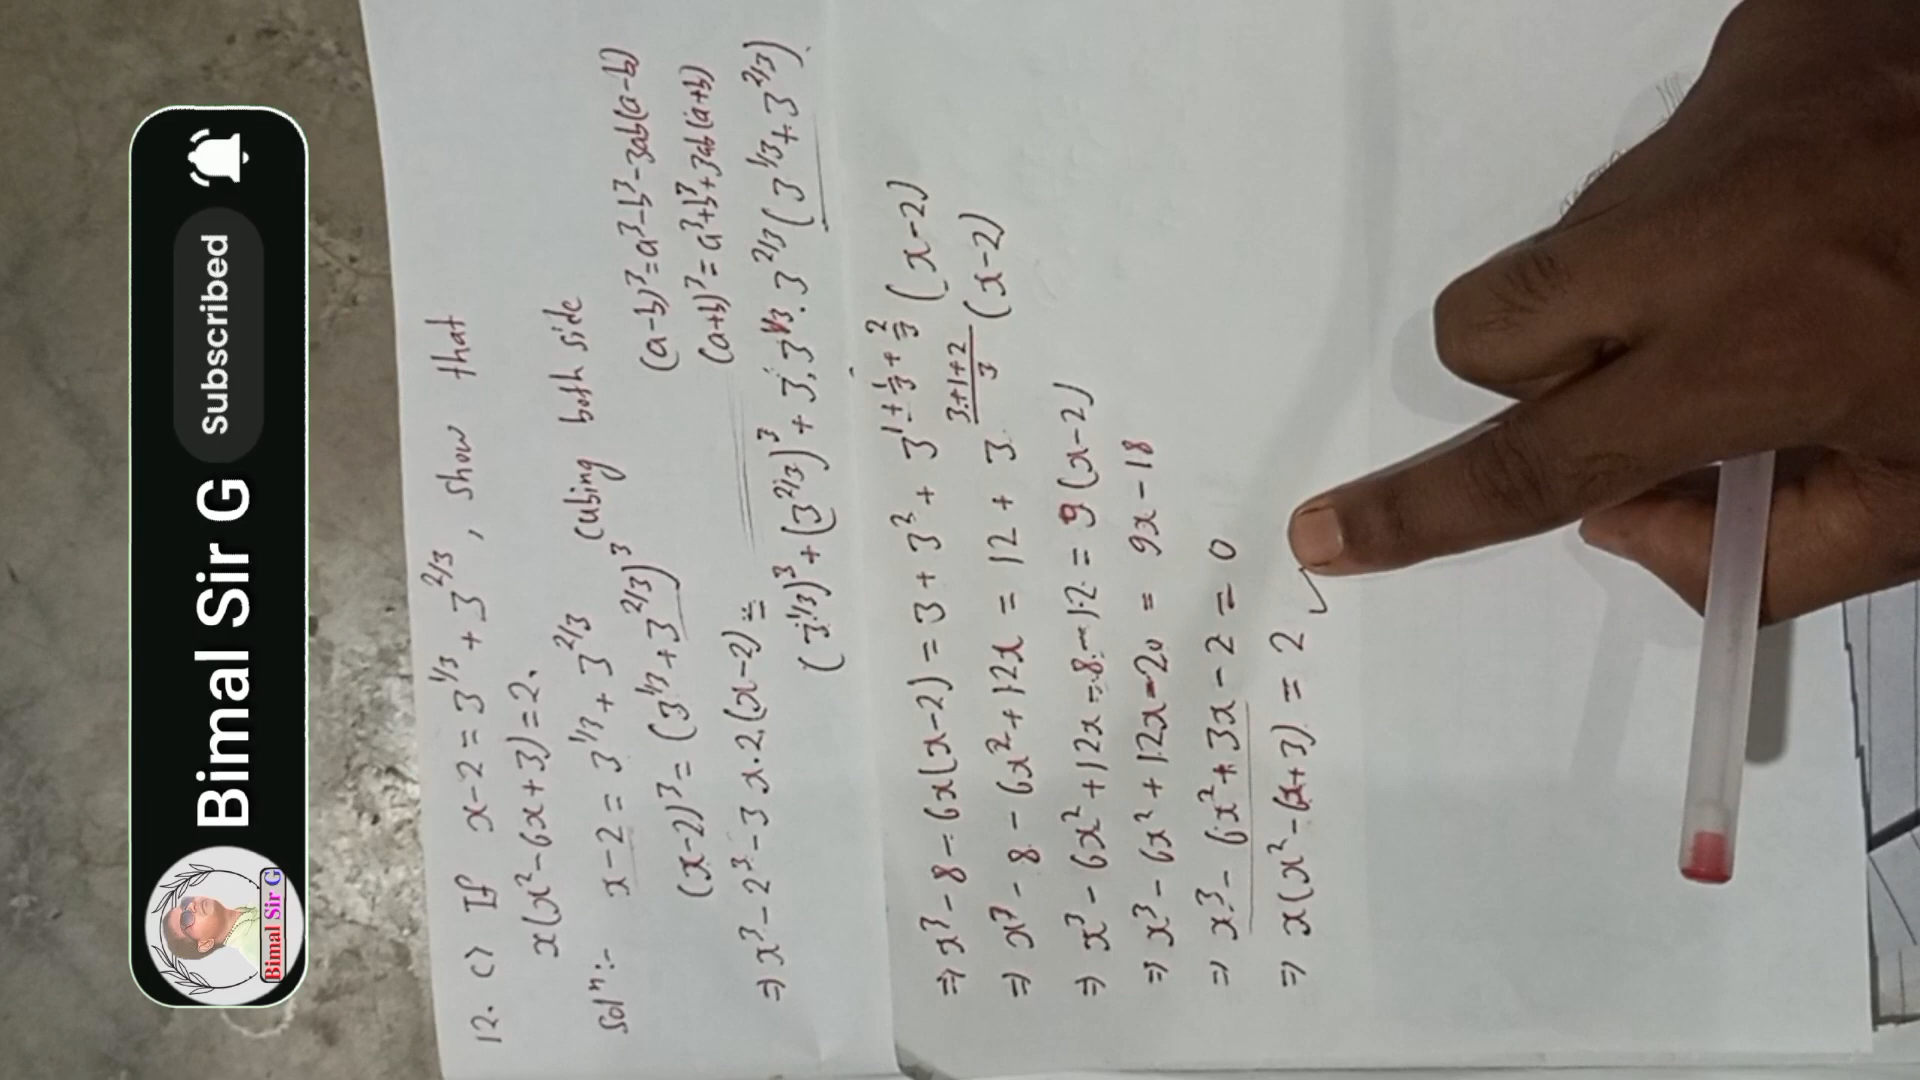 Bimal Sir G
Bimal Sir G Subscribed
12. c) If x-2 = 3^1/3 + 3^2/3, show that
x(x²-6x+3)=2.
Solⁿ:- x-2 = 3^1/3 + 3^2/3 Cubing both side
(x-2)³ = (3^1/3 + 3^2/3)³
(a-b)³ = a³-b³-3ab(a-b)
(a+b)³ = a³+b³+3ab(a+b)
⇒ x³-2³-3x·2(x-2) =
(3^1/3)³+(3^2/3)³+3·3^1/3·3^2/3(3^1/3+3^2/3)
⇒ x³-8-6x(x-2) = 3+3²+3^1+1/3+2/3 (x-2)
⇒ x³-8-6x²+12x = 12+3^3+1+2/3 (x-2)
⇒ x³-6x²+12x-8-12 = 9(x-2)
⇒ x³-6x²+12x-20 = 9x-18
⇒ x³-6x²+3x-2 = 0
⇒ x(x²-6x+3) = 2